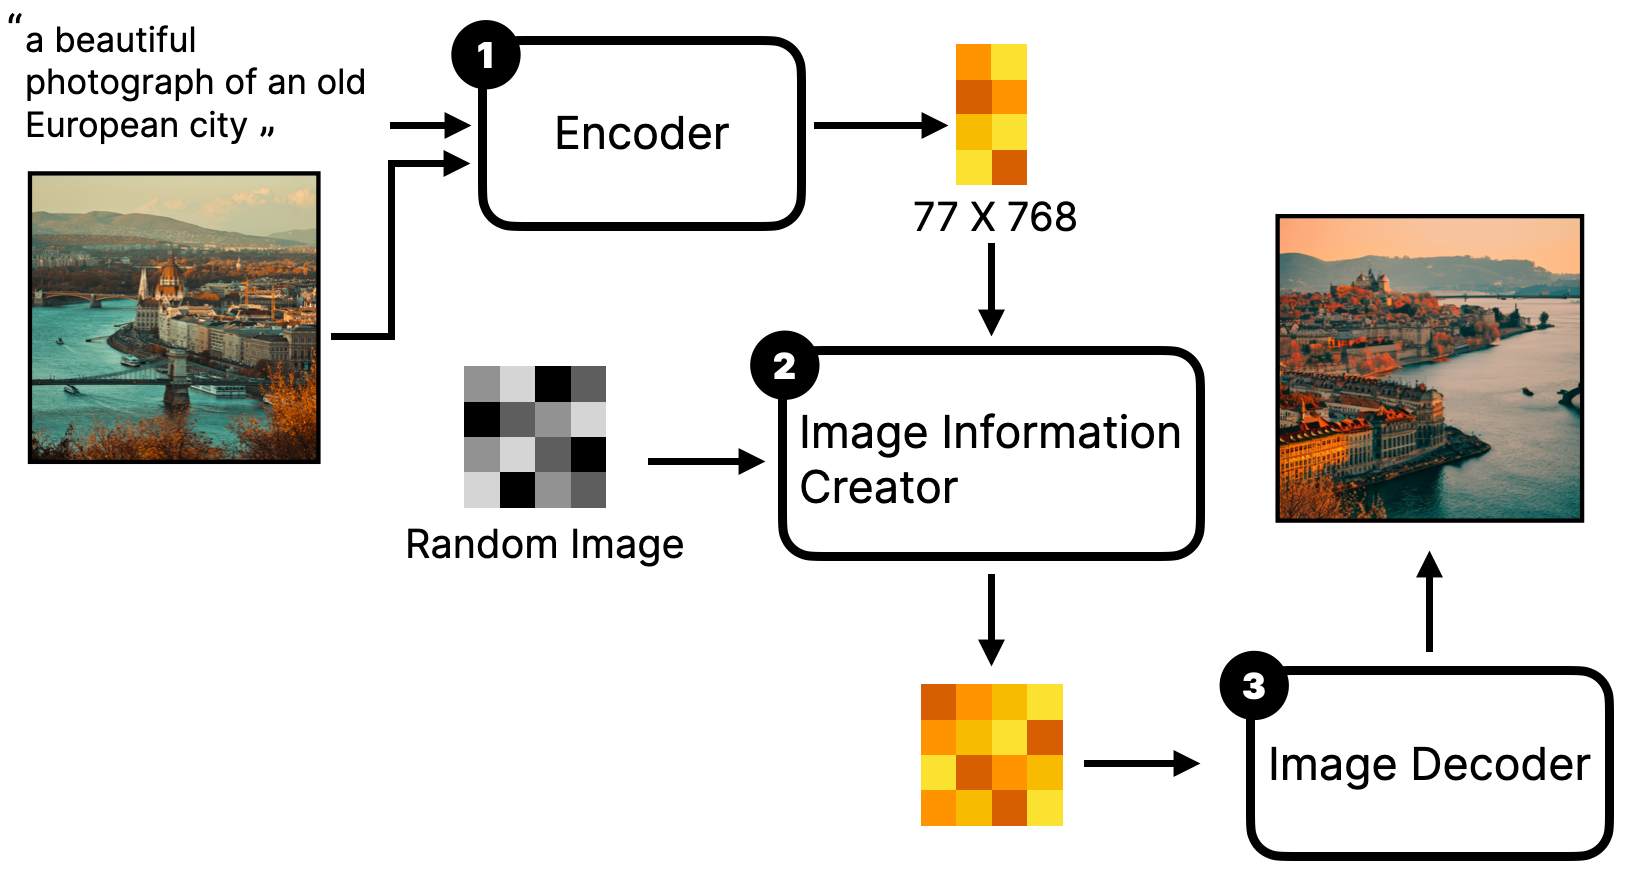 “ a beautiful
photograph of an old
European city „
1
Encoder
77 X 768
2
Image Information
Creator
Random Image
3
Image Decoder